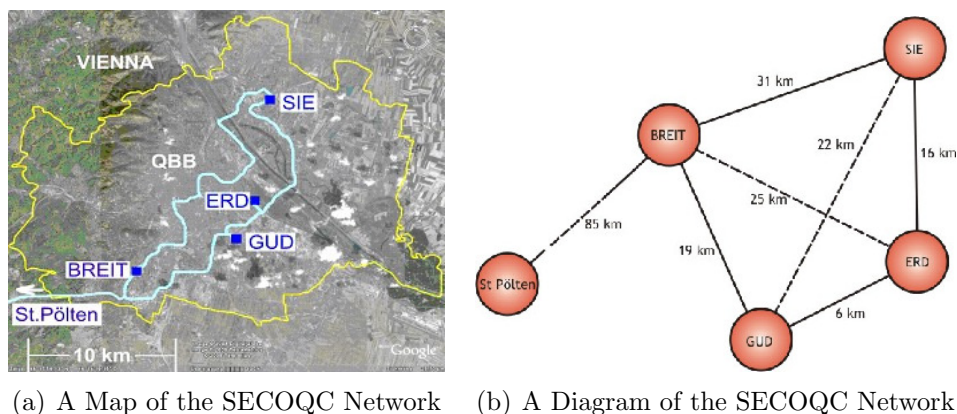 VIENNA
SIE
QBB
ERD
GUD
BREIT
St.Pölten
10 km
Google
SIE
31 km
BREIT
22 km
16 km
25 km
85 km
19 km
ERD
St Pölten
6 km
GUD
(a) A Map of the SECOQC Network
(b) A Diagram of the SECOQC Network